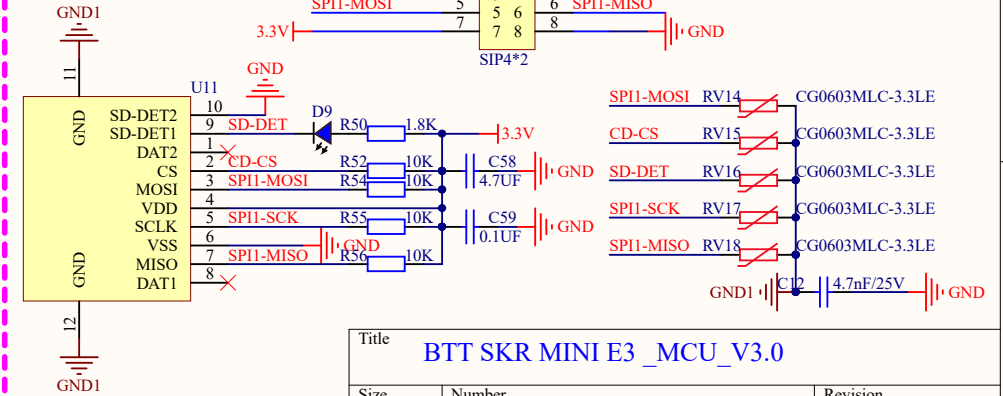 SPI1-MOSI 5 5 6 6 SPI1-MISO
3.3V 7 7 8 8 GND
SIP4*2
GND1
11
GND
U11
GND
SD-DET2 10
SD-DET1 9 SD-DET D9 R50 1.8K 3.3V
DAT2 1
CS 2 CD-CS R52 10K C58 GND
4.7UF
MOSI 3 SPI1-MOSI R54 10K
VDD 4
SCLK 5 SPI1-SCK R55 10K C59 GND
0.1UF
VSS 6 GND
MISO 7 SPI1-MISO R56 10K
DAT1 8
GND
12
GND1
SPI1-MOSI RV14 CG0603MLC-3.3LE
CD-CS RV15 CG0603MLC-3.3LE
SD-DET RV16 CG0603MLC-3.3LE
SPI1-SCK RV17 CG0603MLC-3.3LE
SPI1-MISO RV18 CG0603MLC-3.3LE
GND1 C12 4.7nF/25V GND
Title
BTT SKR MINI E3 _MCU_V3.0
Size Number Revision